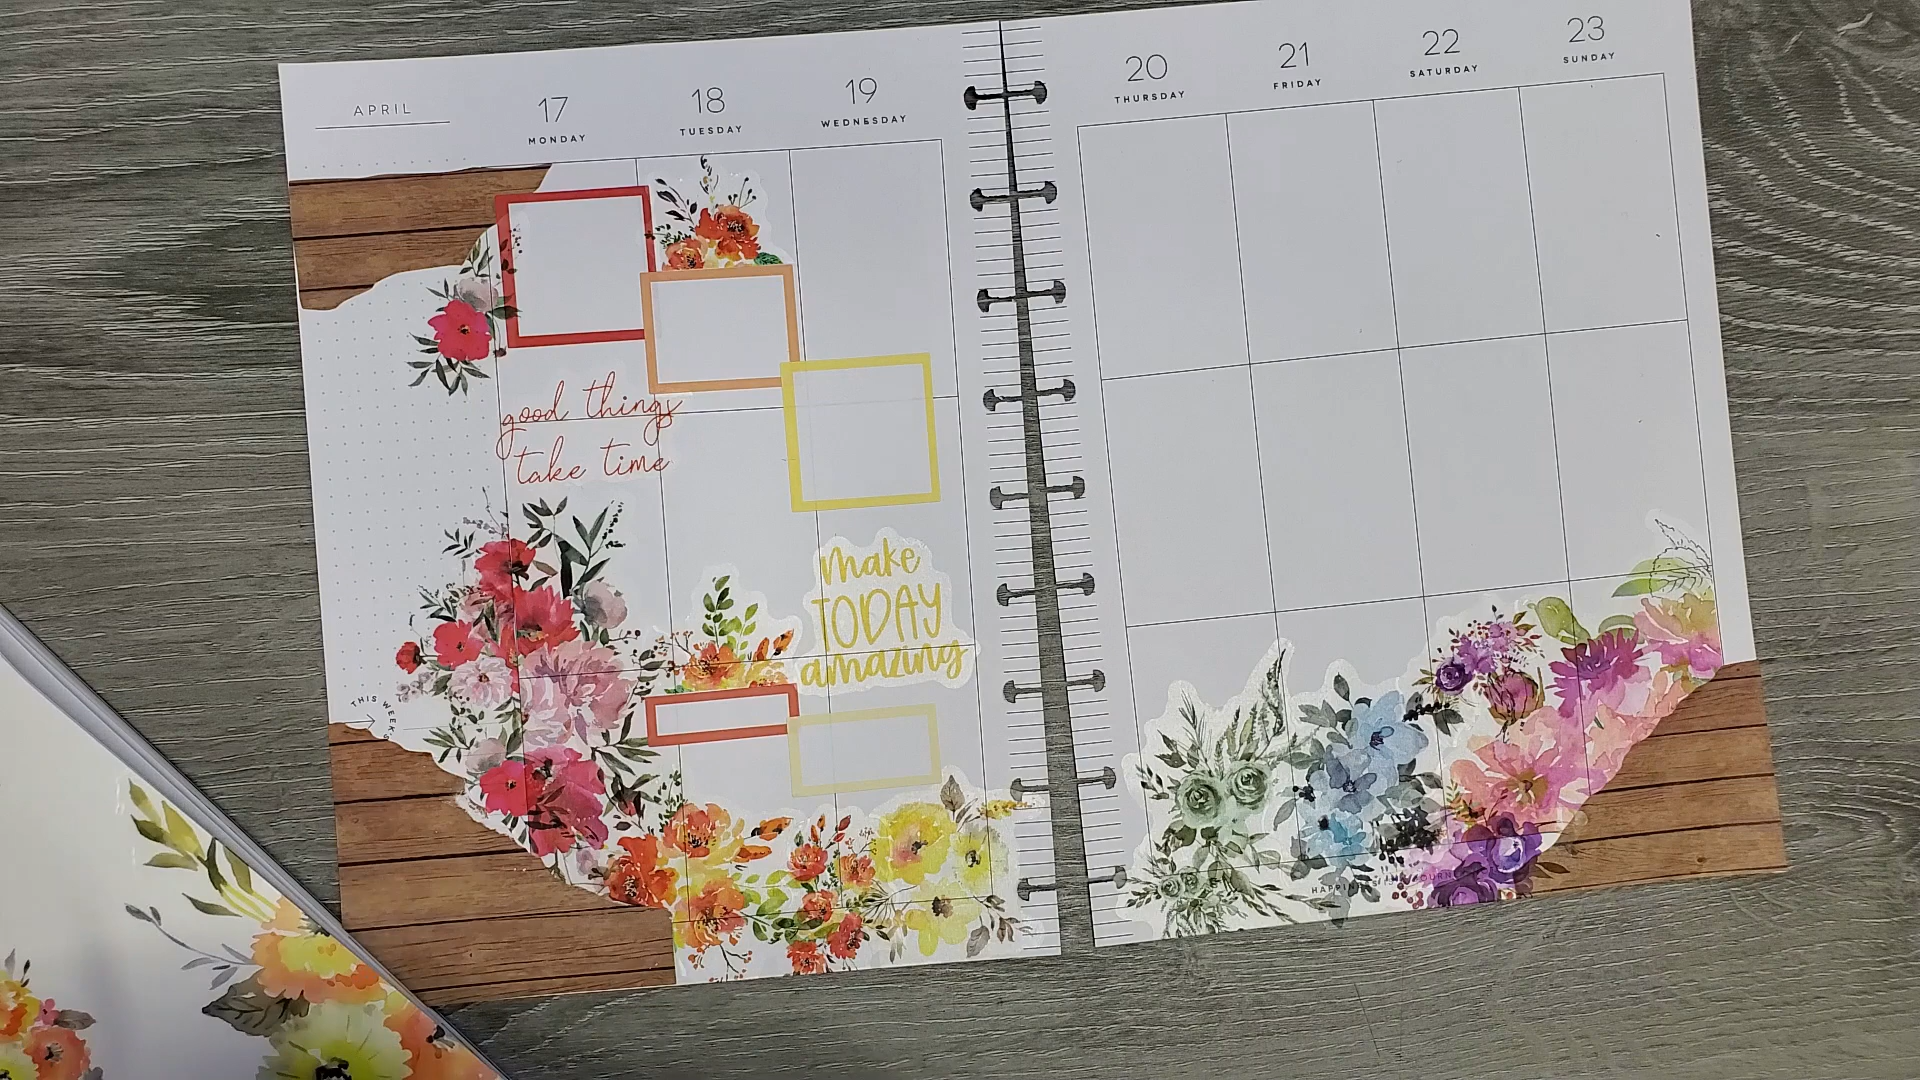 APRIL
17
MONDAY
18
TUESDAY
19
WEDNESDAY
20
THURSDAY
21
FRIDAY
22
SATURDAY
23
SUNDAY
good things
take time
make
TODAY
amazing
THIS WEEK'S